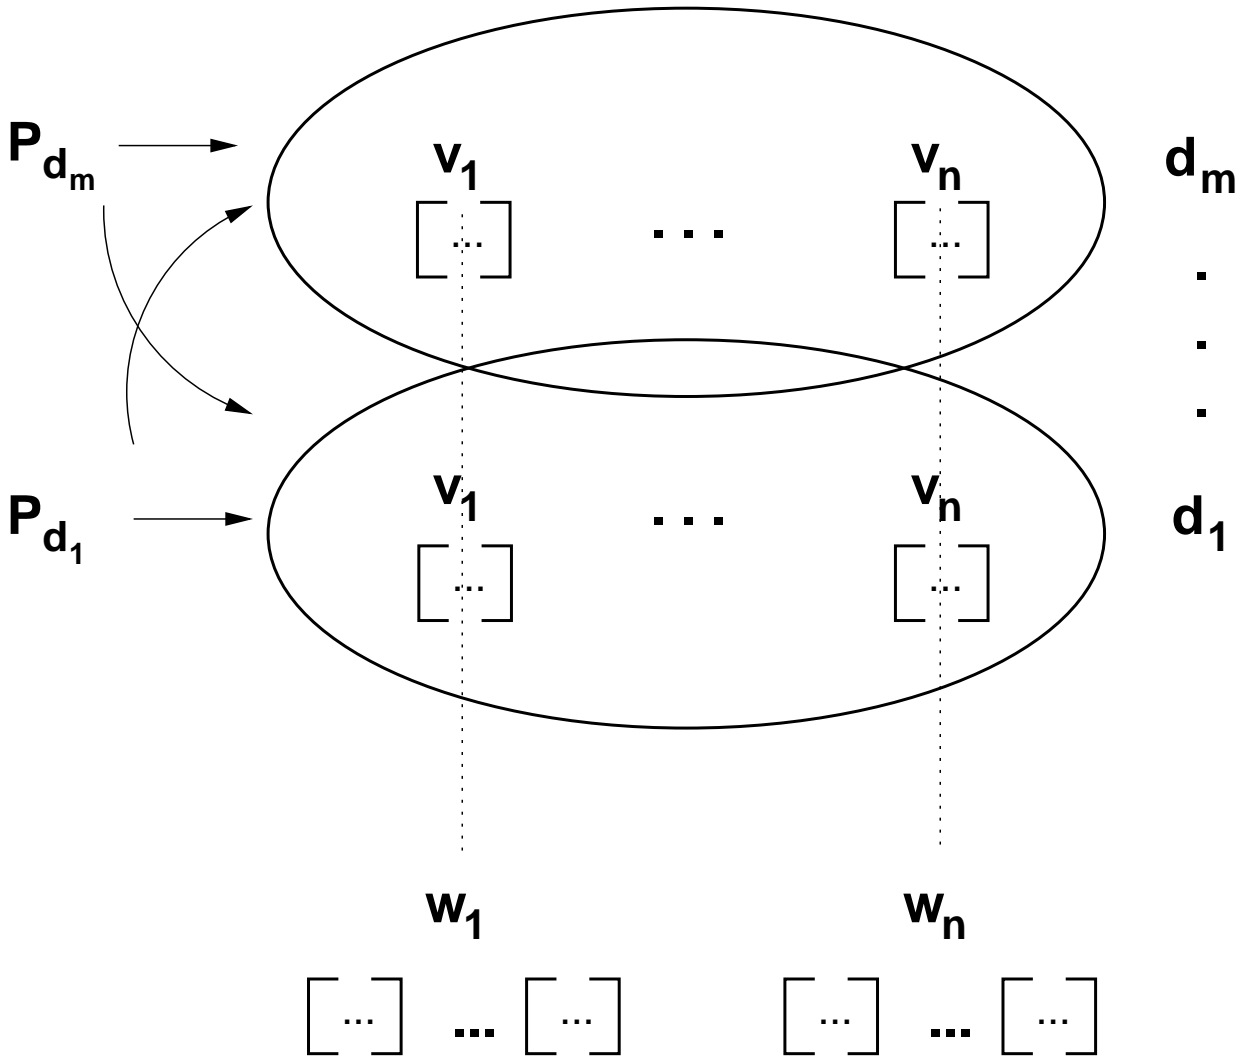 P_{d_m} v_1 v_n d_m
[...] ... [...]
.
.
.
P_{d_1} v_1 ... v_n d_1
[...] [...]
w_1 w_n
[...] ... [...] [...] ... [...]